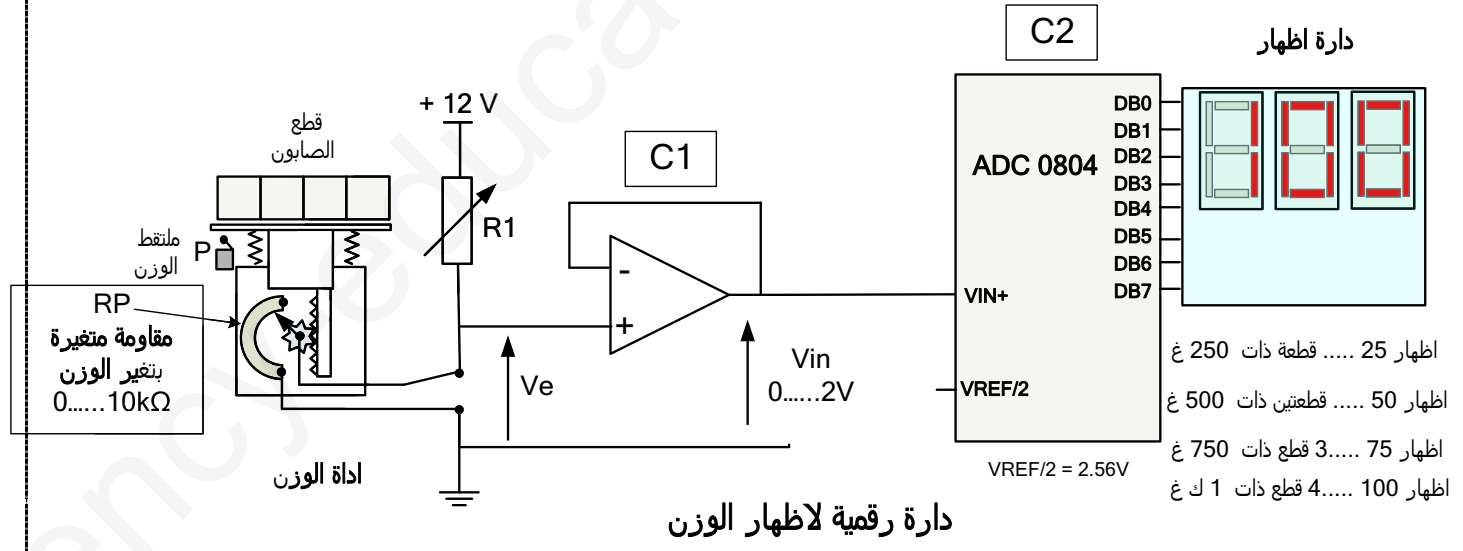 C2
دارة اظهار
+ 12 V
قطع
الصابون
C1
ADC 0804
DB0
DB1
DB2
DB3
DB4
DB5
DB6
DB7
R1
ملتقط
الوزن
P
-
+
VIN+
RP
مقاومة متغيرة
بتغير الوزن
0......10kΩ
Ve
Vin
0......2V
VREF/2
VREF/2 = 2.56V
100
اظهار 25 ..... قطعة ذات 250 غ
اظهار 50 ..... قطعتين ذات 500 غ
اظهار 75 .....3 قطع ذات 750 غ
اظهار 100 .....4 قطع ذات 1 ك غ
اداة الوزن
دارة رقمية لاظهار الوزن